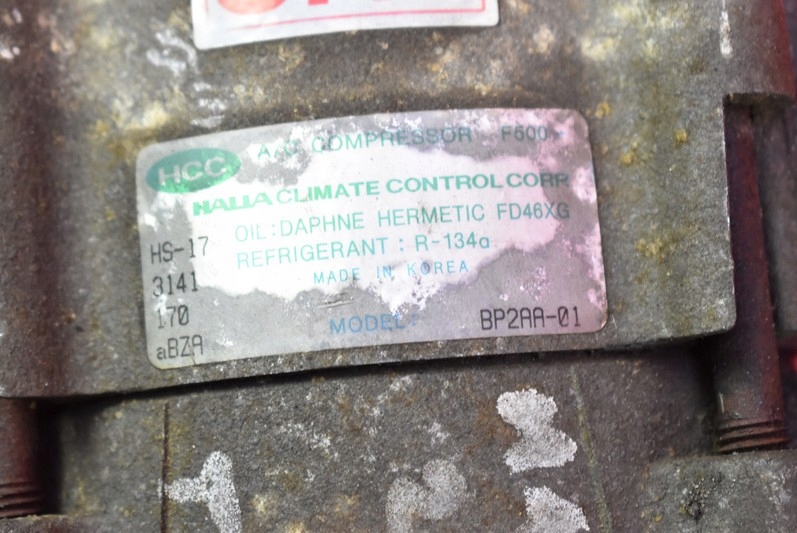 A/C COMPRESSOR F500
HCC
HALLA CLIMATE CONTROL CORP
OIL:DAPHNE HERMETIC FD46XG
HS-17
REFRIGERANT : R-134a
MADE IN KOREA
3141
170
MODEL: BP2AA-01
aBZA